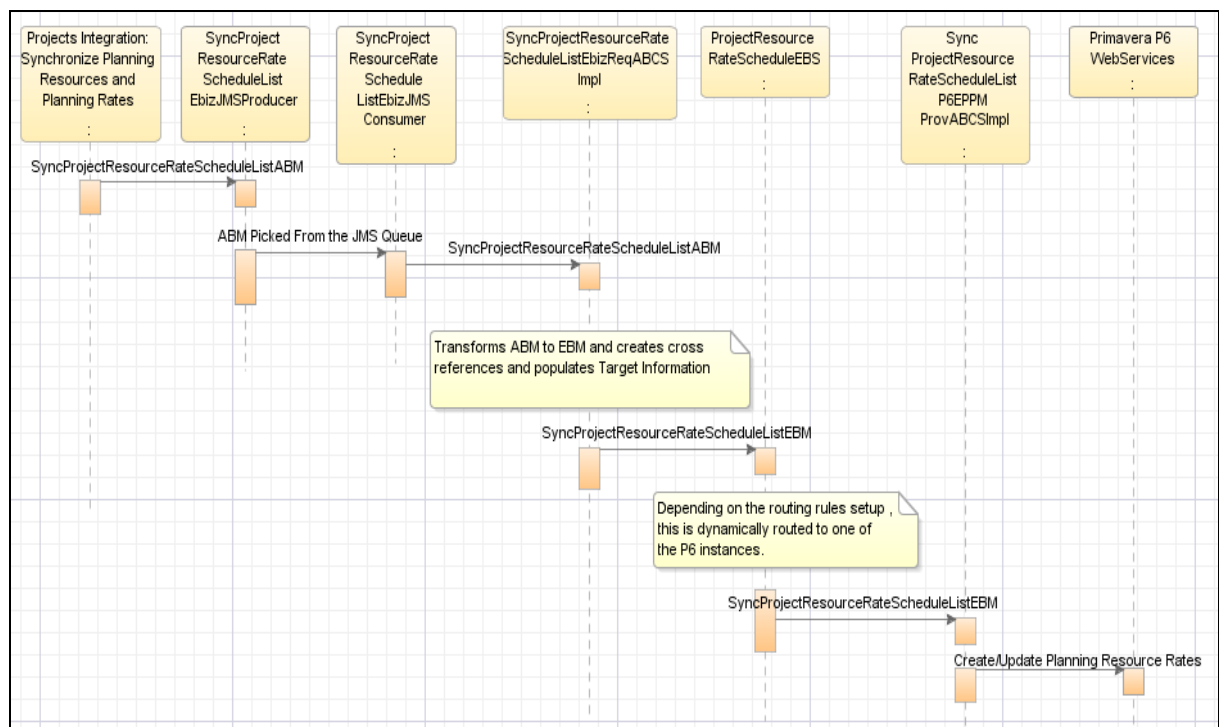 Projects Integration:
Synchronize Planning
Resources and
Planning Rates
:
SyncProject
ResourceRate
ScheduleList
EbizJMSProducer
:
SyncProject
ResourceRate
Schedule
ListEbizJMS
Consumer
:
SyncProjectResourceRate
ScheduleListEbizReqABCS
Impl
:
ProjectResource
RateScheduleEBS
:
Sync
ProjectResource
RateScheduleList
P6EPPM
ProvABCSImpl
:
Primavera P6
WebServices
:
SyncProjectResourceRateScheduleListABM
ABM Picked From the JMS Queue
SyncProjectResourceRateScheduleListABM
Transforms ABM to EBM and creates cross
references and populates Target Information
SyncProjectResourceRateScheduleListEBM
Depending on the routing rules setup ,
this is dynamically routed to one of
the P6 instances.
SyncProjectResourceRateScheduleListEBM
Create/Update Planning Resource Rates